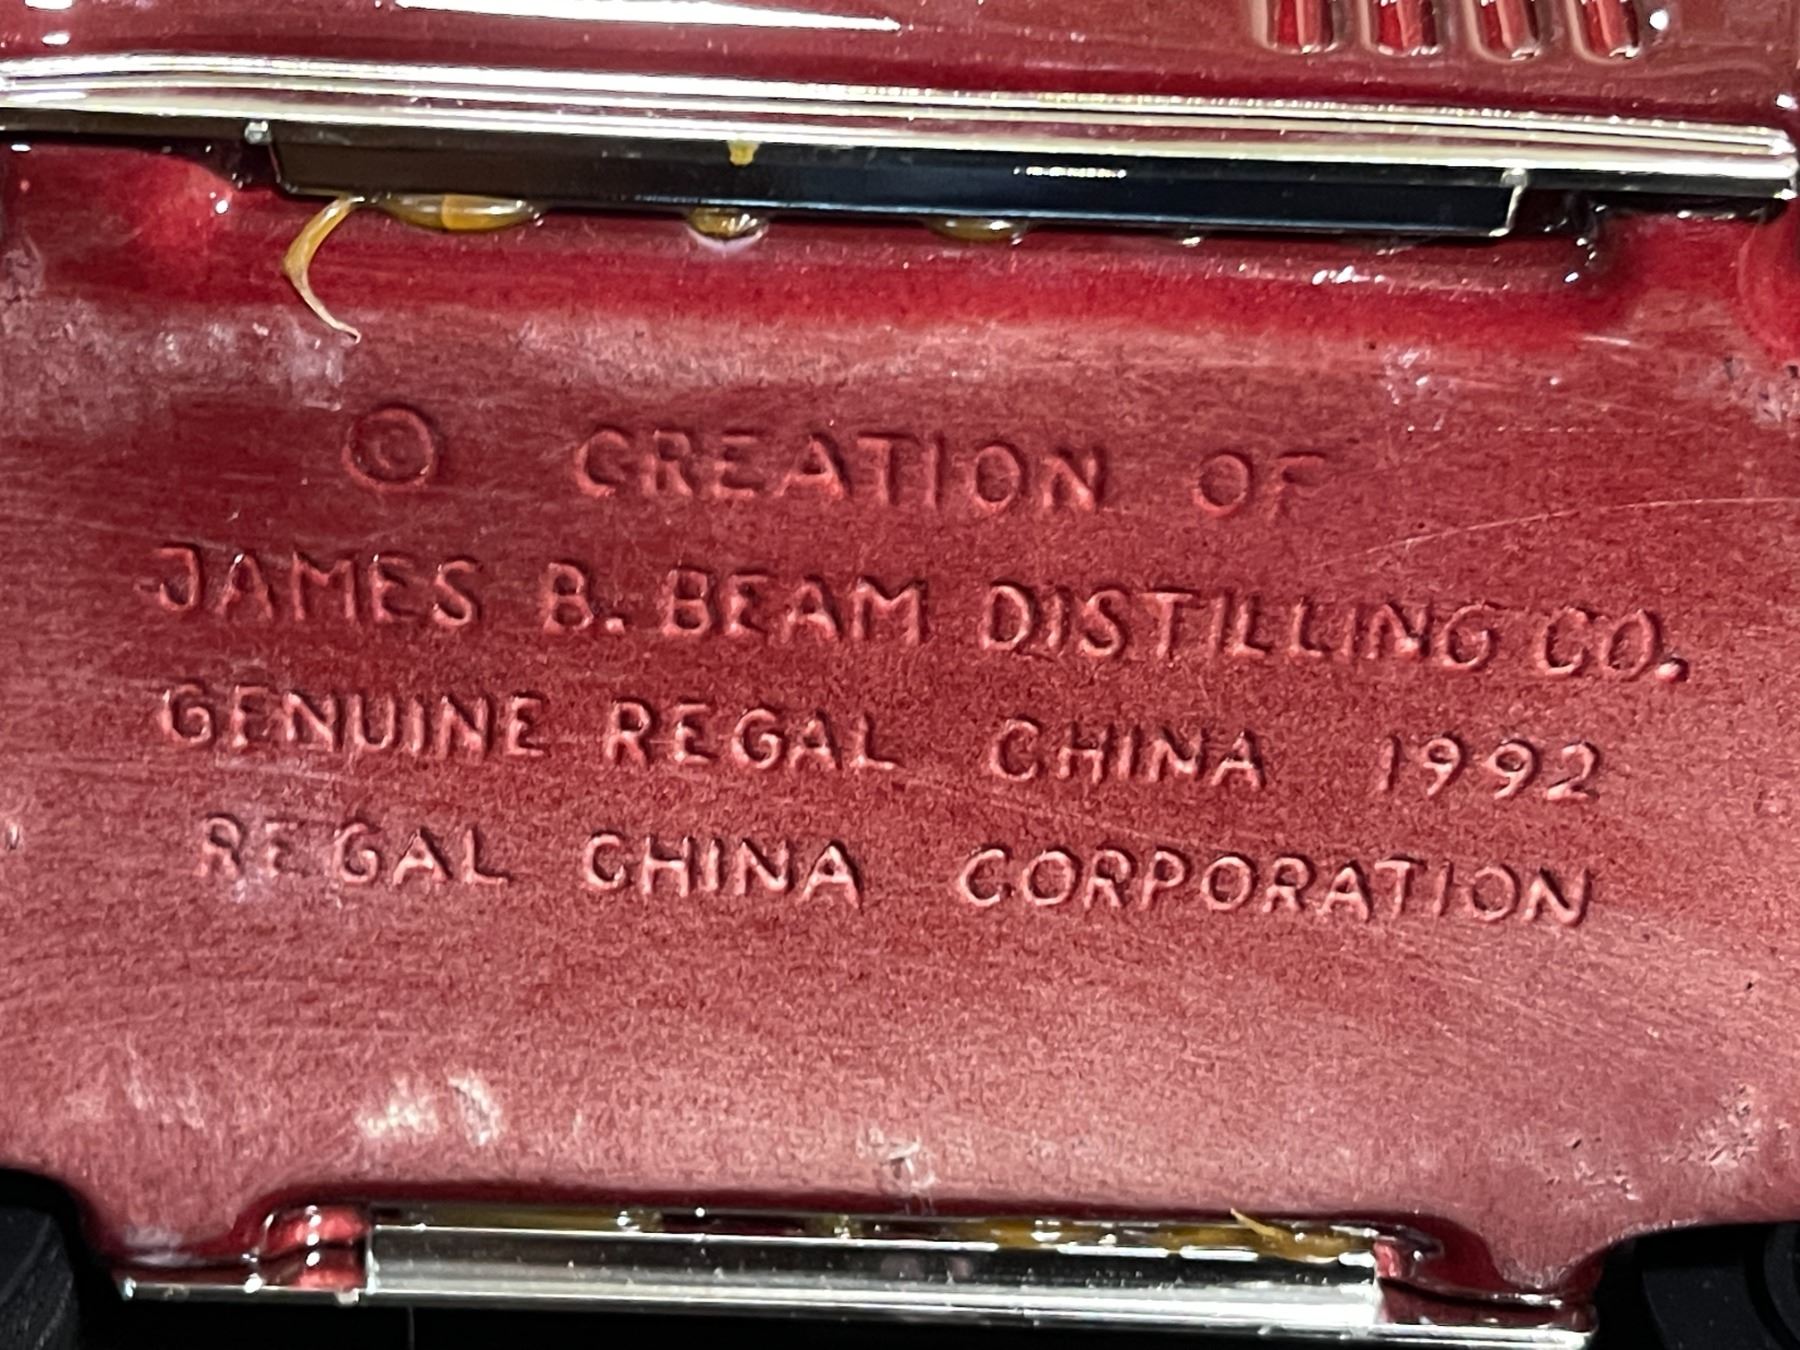 © CREATION OF
JAMES B. BEAM DISTILLING CO.
GENUINE REGAL CHINA 1992
REGAL CHINA CORPORATION